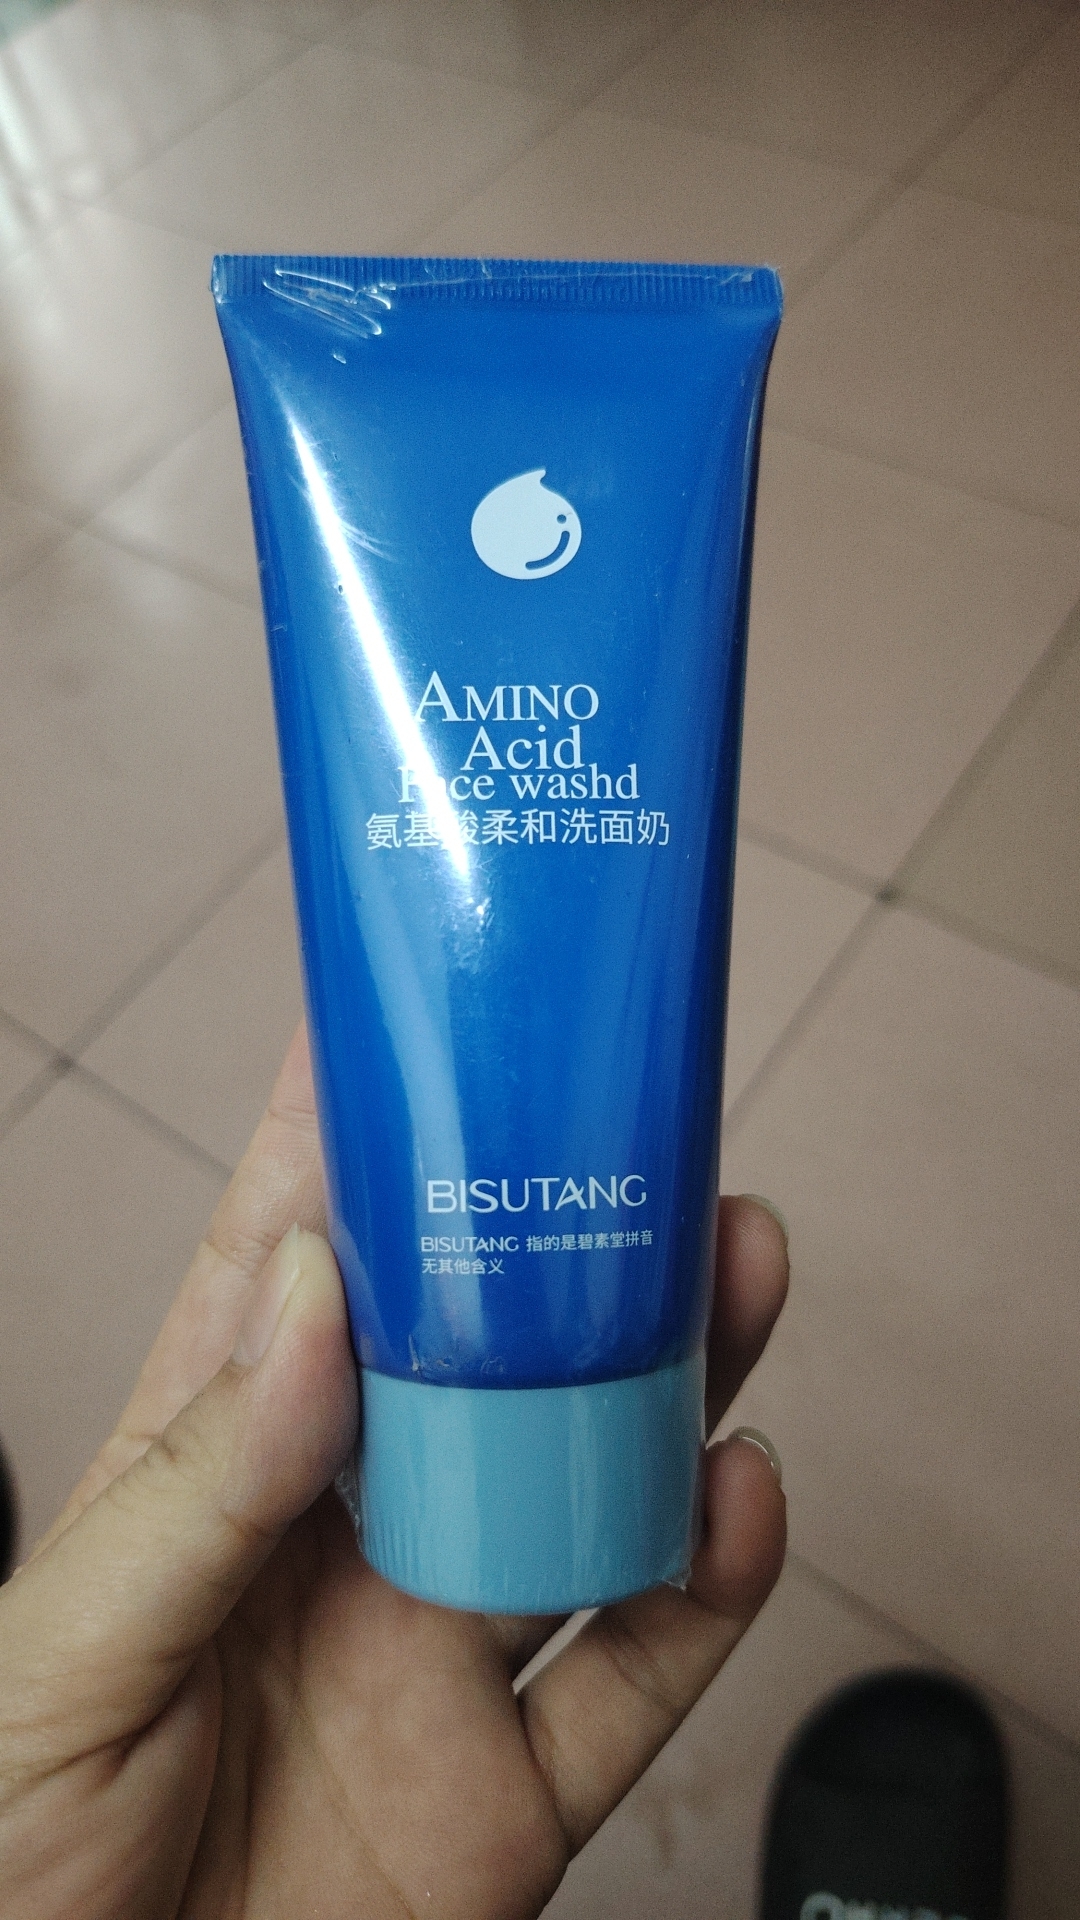 AMINO
Acid
Face washd
氨基酸柔和洗面奶
BISUTANG
BISUTANG 指的是碧素堂拼音
无其他含义